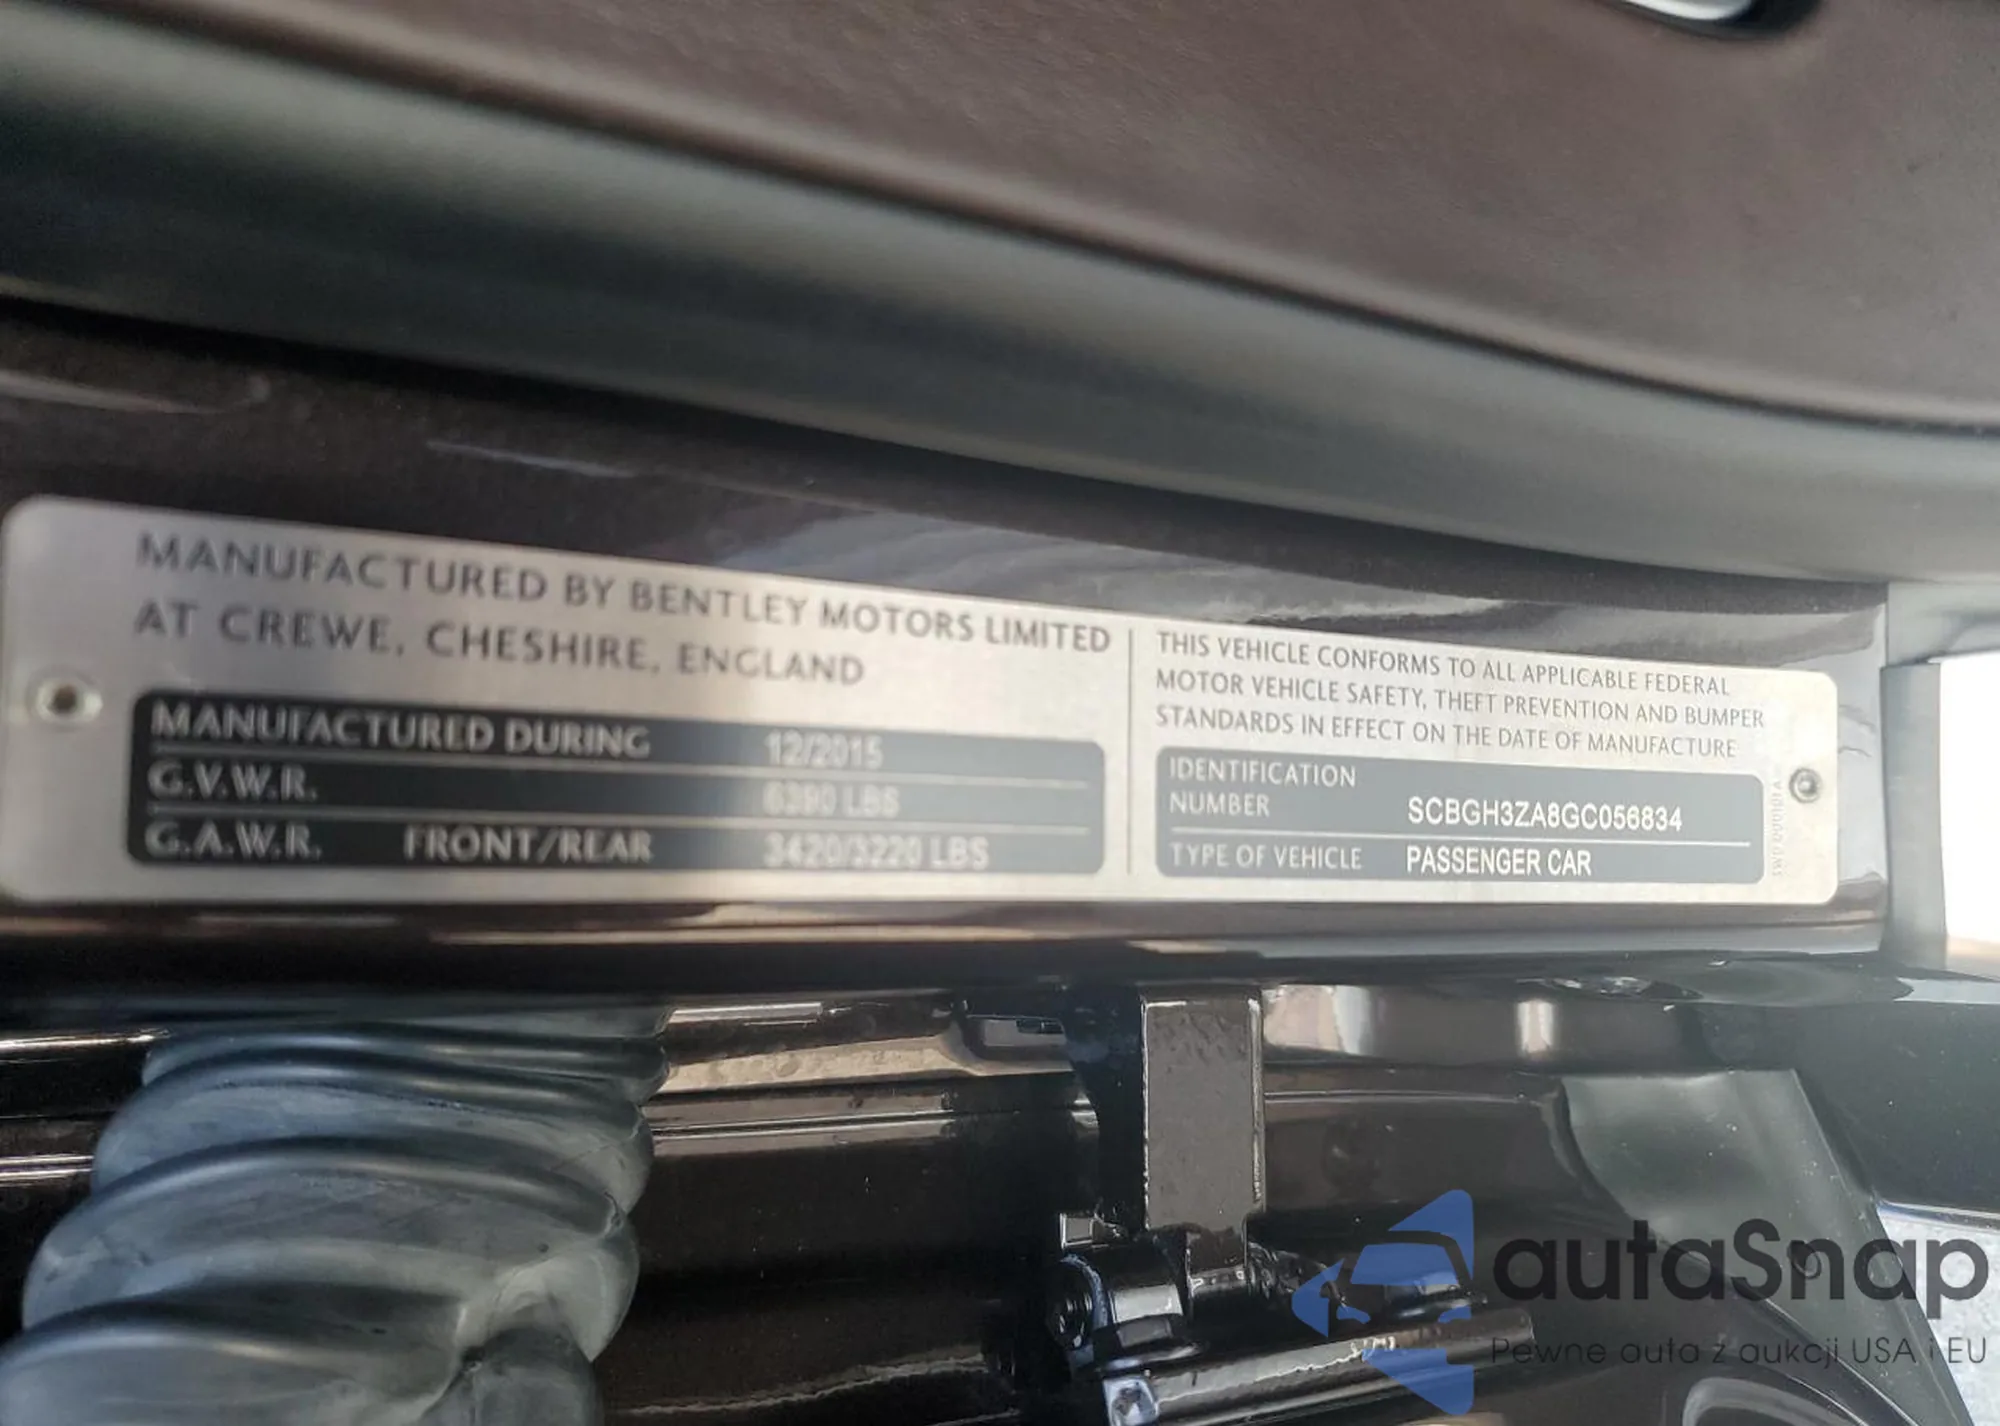 MANUFACTURED BY BENTLEY MOTORS LIMITED
AT CREWE, CHESHIRE, ENGLAND
MANUFACTURED DURING 12/2015
G.V.W.R. 6390 LBS
G.A.W.R. FRONT/REAR 3420/3220 LBS
THIS VEHICLE CONFORMS TO ALL APPLICABLE FEDERAL
MOTOR VEHICLE SAFETY, THEFT PREVENTION AND BUMPER
STANDARDS IN EFFECT ON THE DATE OF MANUFACTURE
IDENTIFICATION
NUMBER SCBGH3ZA8GC056834
TYPE OF VEHICLE PASSENGER CAR
autaSnap
Pewne auta z aukcji USA i EU